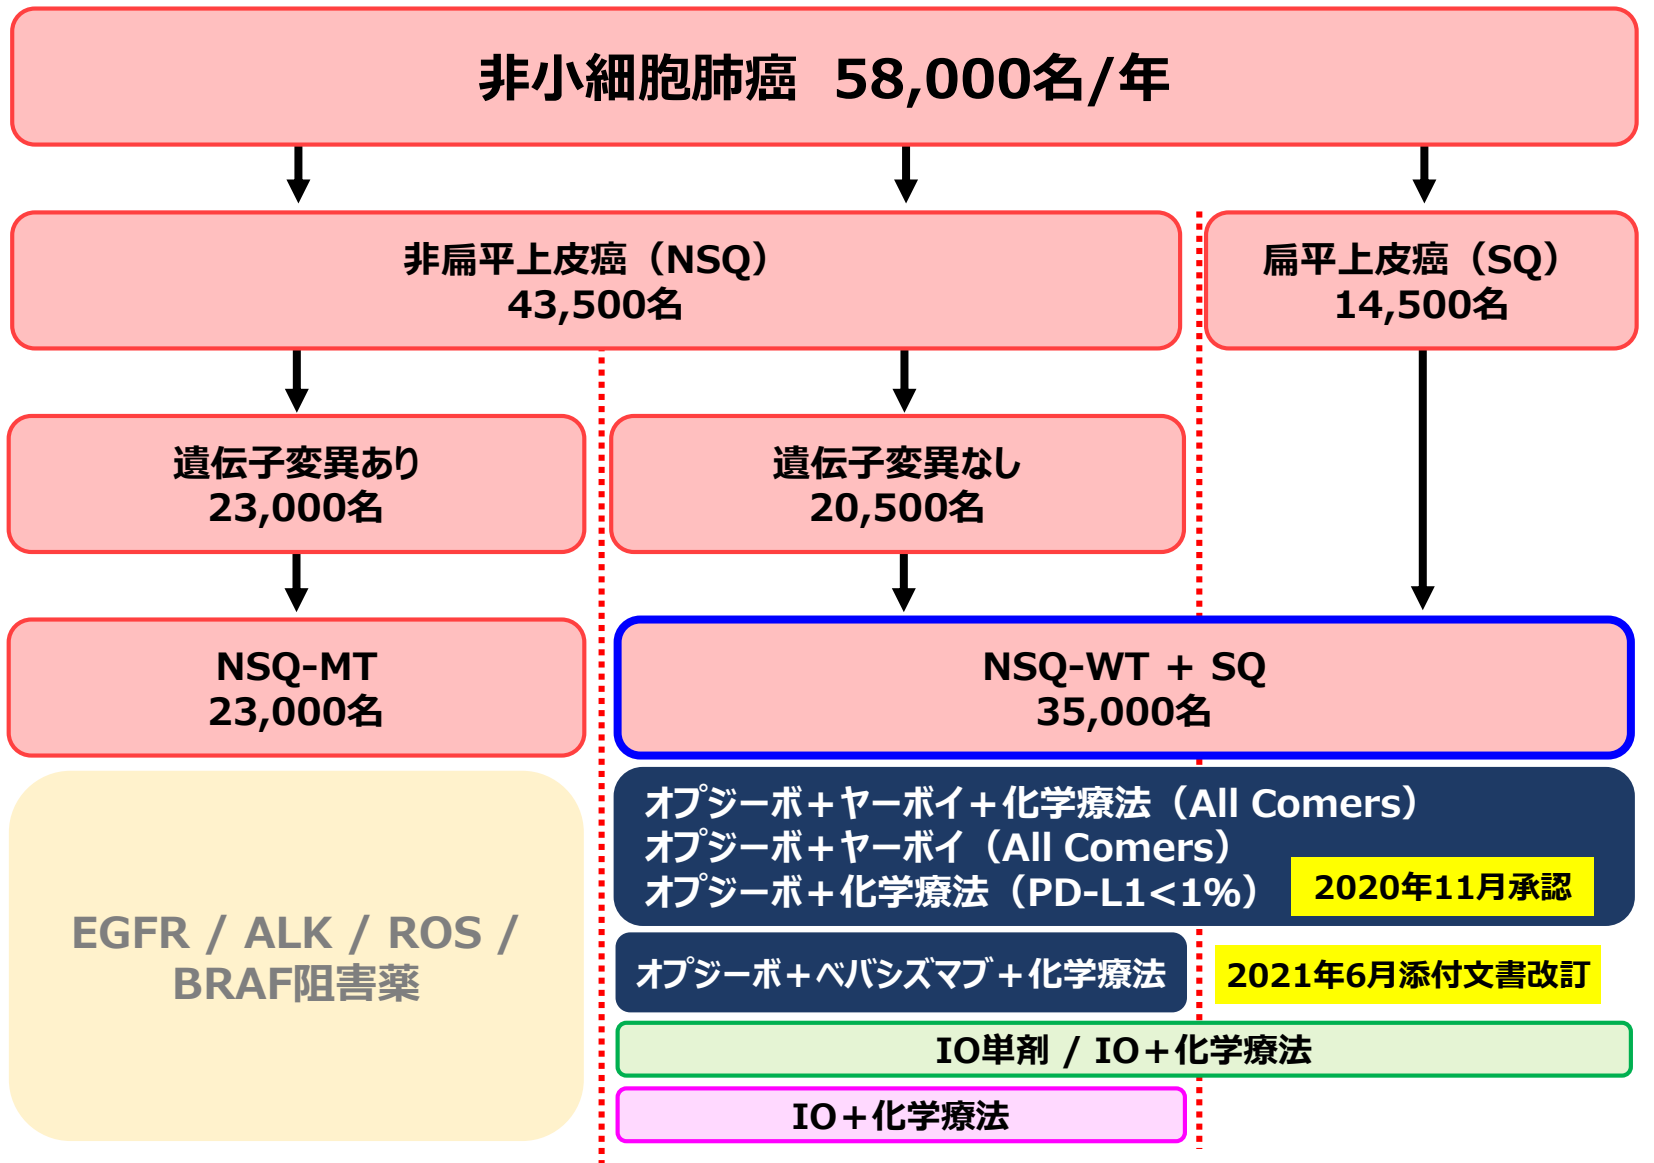 非小細胞肺癌 58,000名/年
非扁平上皮癌（NSQ）
43,500名
扁平上皮癌（SQ）
14,500名
遺伝子変異あり
23,000名
遺伝子変異なし
20,500名
NSQ-MT
23,000名
NSQ-WT + SQ
35,000名
オプジーボ＋ヤーボイ＋化学療法（All Comers）
オプジーボ＋ヤーボイ（All Comers）
オプジーボ＋化学療法（PD-L1<1%）
2020年11月承認
EGFR / ALK / ROS /
BRAF阻害薬
オプジーボ＋ベバシズマブ＋化学療法
2021年6月添付文書改訂
IO単剤 / IO＋化学療法
IO＋化学療法